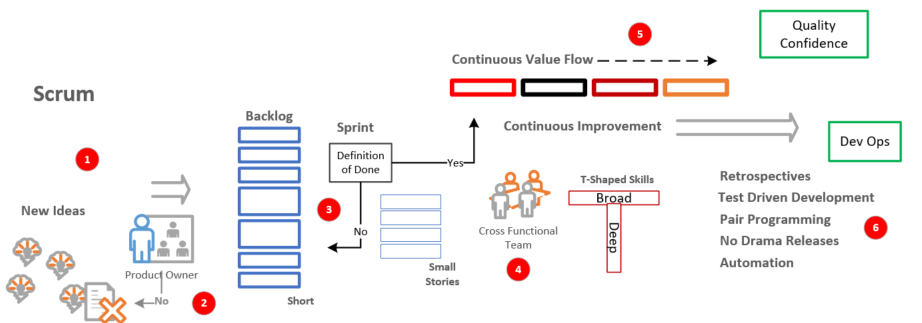 Scrum
1
New Ideas
Product Owner
No
2
Backlog
Short
Sprint
Definition
of Done
Yes
No
3
Small
Stories
Continuous Value Flow
5
Quality
Confidence
Continuous Improvement
Dev Ops
Cross Functional
Team
4
T-Shaped Skills
Broad
Deep
Retrospectives
Test Driven Development
Pair Programming
No Drama Releases
Automation
6